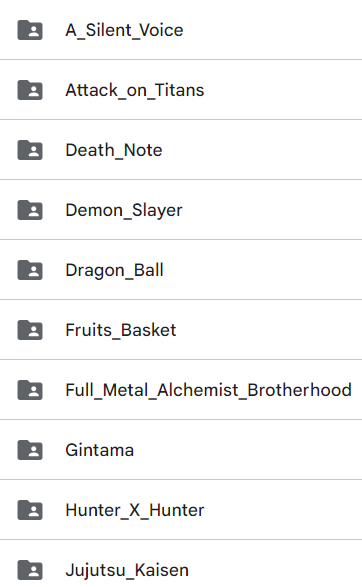 A_Silent_Voice
Attack_on_Titans
Death_Note
Demon_Slayer
Dragon_Ball
Fruits_Basket
Full_Metal_Alchemist_Brotherhood
Gintama
Hunter_X_Hunter
Jujutsu_Kaisen